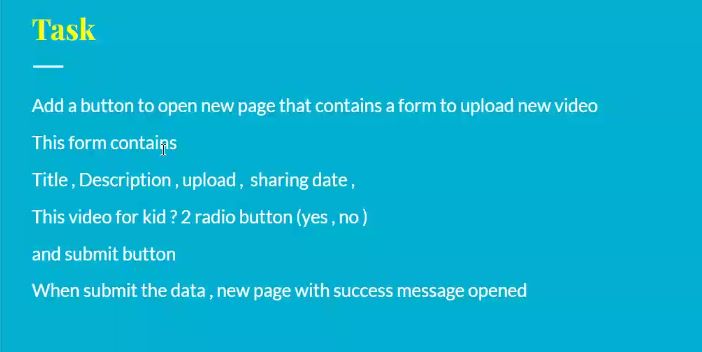 Task
Add a button to open new page that contains a form to upload new video
This form contains
Title , Description , upload ,  sharing date ,
This video for kid ? 2 radio button (yes , no )
and submit button
When submit the data , new page with success message opened